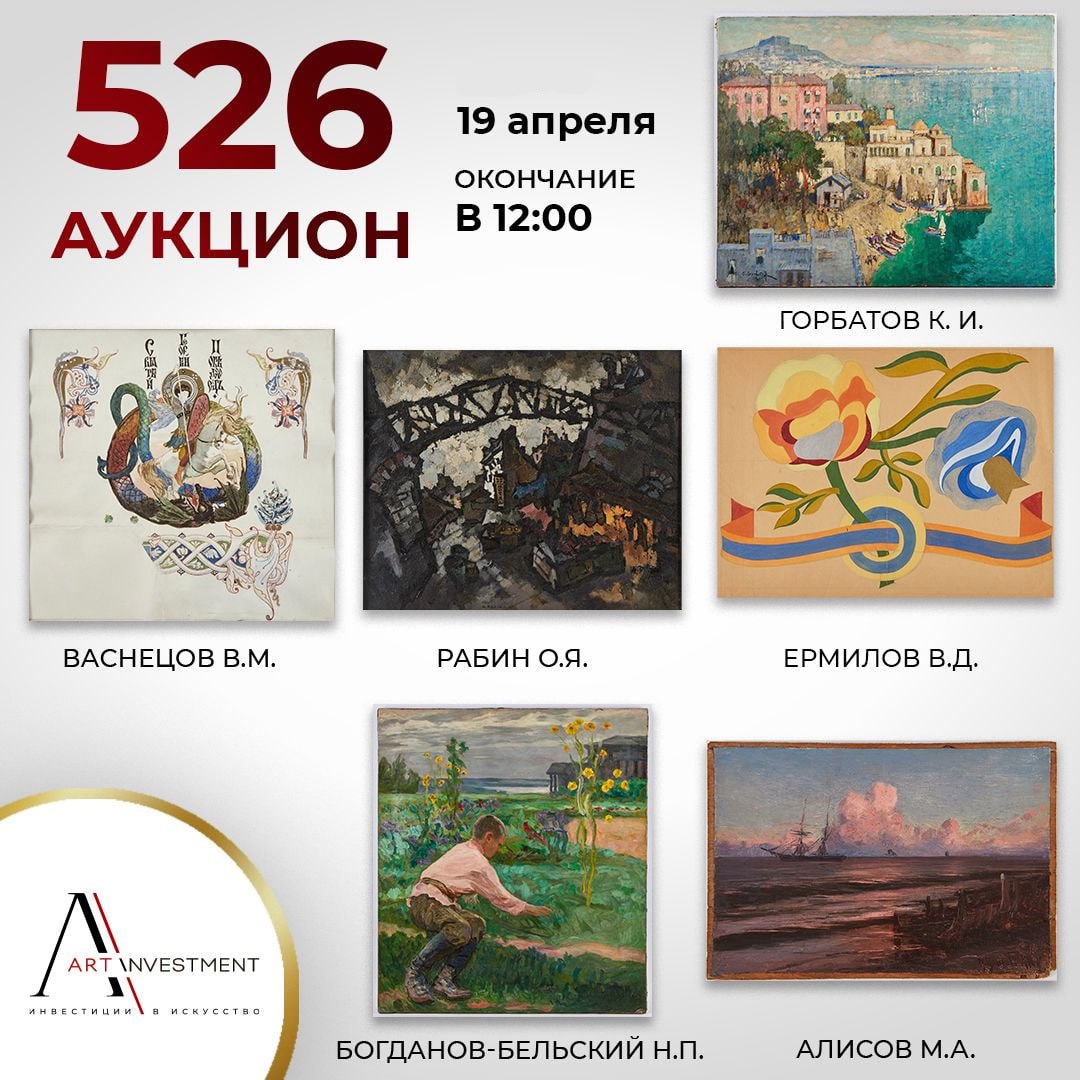 526
АУКЦИОН
19 апреля
ОКОНЧАНИЕ
В 12:00
ГОРБАТОВ К. И.
ВАСНЕЦОВ В.М.
РАБИН О.Я.
ЕРМИЛОВ В.Д.
БОГДАНОВ-БЕЛЬСКИЙ Н.П.
АЛИСОВ М.А.
ART INVESTMENT
ИНВЕСТИЦИИ В ИСКУССТВО